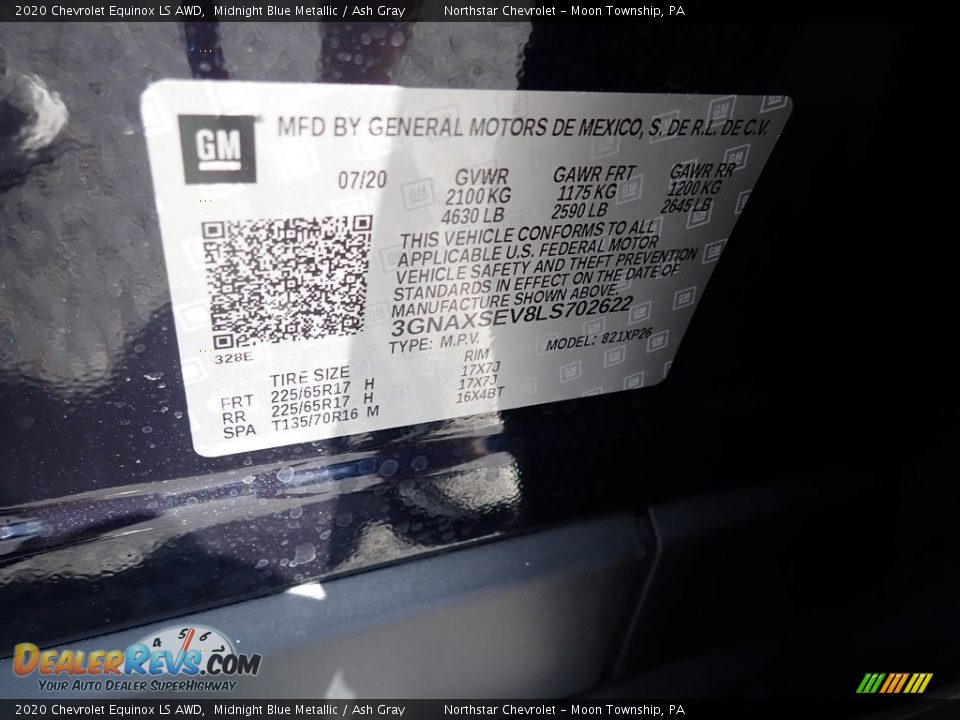 2020 Chevrolet Equinox LS AWD, Midnight Blue Metallic / Ash Gray Northstar Chevrolet – Moon Township, PA
GM MFD BY GENERAL MOTORS DE MEXICO, S. DE R.L. DE C.V.
07/20 GVWR GAWR FRT GAWR RR
2100 KG 1175 KG 1200 KG
4630 LB 2590 LB 2645 LB
THIS VEHICLE CONFORMS TO ALL
APPLICABLE U.S. FEDERAL MOTOR
VEHICLE SAFETY AND THEFT PREVENTION
STANDARDS IN EFFECT ON THE DATE OF
MANUFACTURE SHOWN ABOVE.
3GNAXSEV8LS702622
328E TYPE: M.P.V. MODEL: 821XP26
TIRE SIZE RIM
FRT 225/65R17 H 17X7J
RR 225/65R17 H 17X7J
SPA T135/70R16 M 16X4BT
4 5 6
DealerRevs.com
Your Auto Dealer SuperHighway
2020 Chevrolet Equinox LS AWD, Midnight Blue Metallic / Ash Gray Northstar Chevrolet – Moon Township, PA